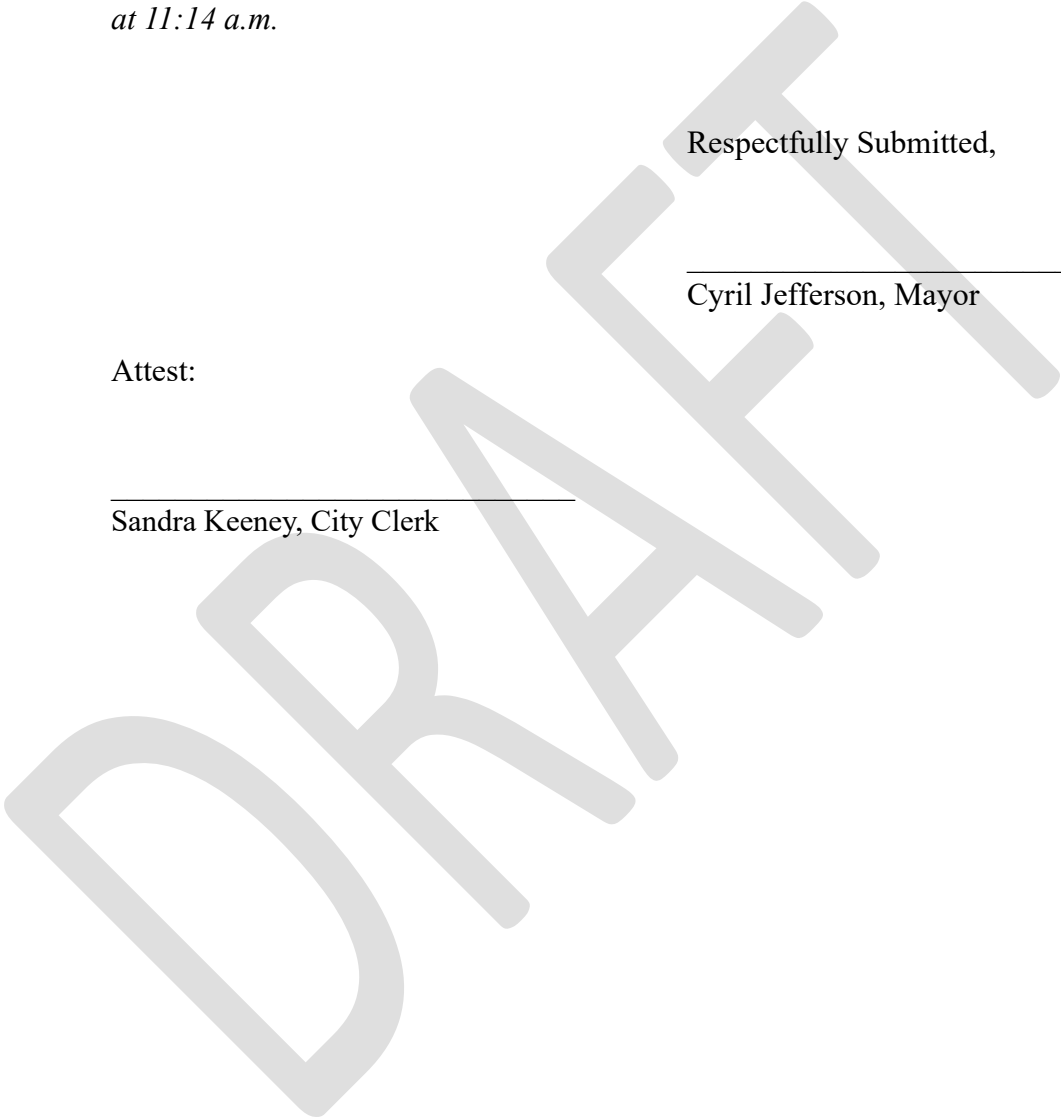 at 11:14 a.m.
Respectfully Submitted,
Cyril Jefferson, Mayor
Attest:
Sandra Keeney, City Clerk
DRAFT